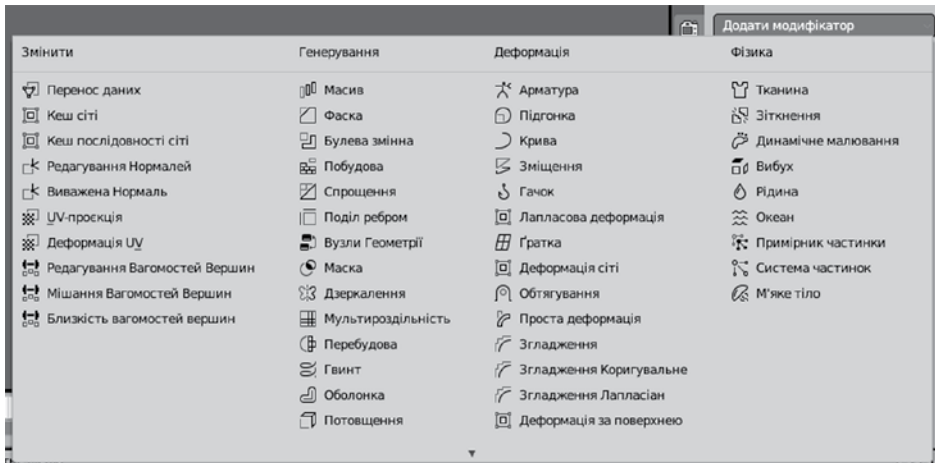 Додати модифікатор
Змінити
Перенос даних
Кеш сіті
Кеш послідовності сіті
Редагування Нормалей
Виважена Нормаль
UV-проєкція
Деформація UV
Редагування Вагомостей Вершин
Мішання Вагомостей Вершин
Близкість вагомостей вершин
Генерування
Масив
Фаска
Булева змінна
Побудова
Спрощення
Поділ ребром
Вузли Геометрії
Маска
Дзеркалення
Мультироздільність
Перебудова
Гвинт
Оболонка
Потовщення
Деформація
Арматура
Підгонка
Крива
Зміщення
Гачок
Лапласова деформація
Ґратка
Деформація сіті
Обтягування
Проста деформація
Згладження
Згладження Коригувальне
Згладження Лапласіан
Деформація за поверхнею
Фізика
Тканина
Зіткнення
Динамічне малювання
Вибух
Рідина
Океан
Примірник частинки
Система частинок
М'яке тіло